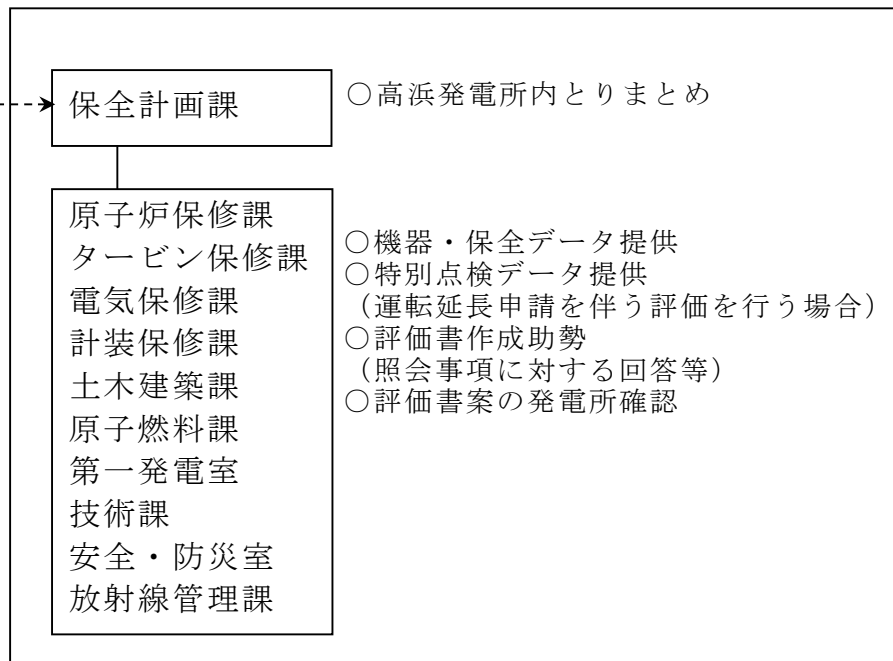 保全計画課
○高浜発電所内とりまとめ
原子炉保修課
タービン保修課
電気保修課
計装保修課
土木建築課
原子燃料課
第一発電室
技術課
安全・防災室
放射線管理課
○機器・保全データ提供
○特別点検データ提供
（運転延長申請を伴う評価を行う場合）
○評価書作成助勢
（照会事項に対する回答等）
○評価書案の発電所確認